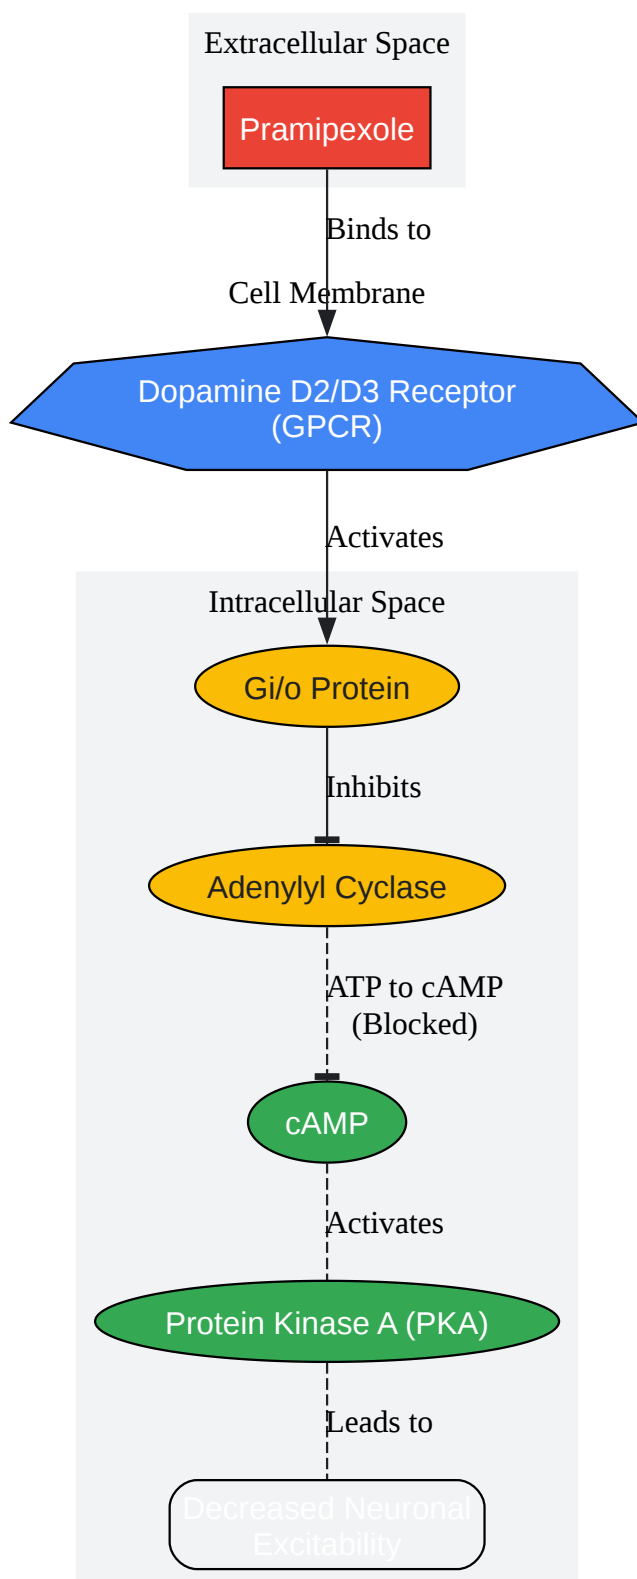 Extracellular Space
Pramipexole
Binds to
Cell Membrane
Dopamine D2/D3 Receptor
(GPCR)
Activates
Intracellular Space
Gi/o Protein
Inhibits
Adenylyl Cyclase
ATP to cAMP
(Blocked)
cAMP
Activates
Protein Kinase A (PKA)
Leads to
Decreased Neuronal
Excitability